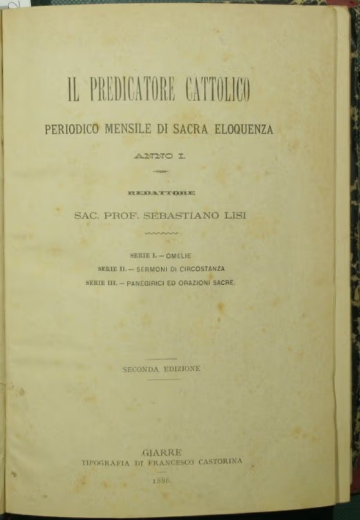 IL PREDICATORE CATTOLICO
PERIODICO MENSILE DI SACRA ELOQUENZA
ANNO I.
REDATTORE
SAC. PROF. SEBASTIANO LISI
SERIE I. — OMELIE
SERIE II. — SERMONI DI CIRCOSTANZA
SERIE III. — PANEGIRICI ED ORAZIONI SACRE.
SECONDA EDIZIONE
GIARRE
TIPOGRAFIA DI FRANCESCO CASTORINA